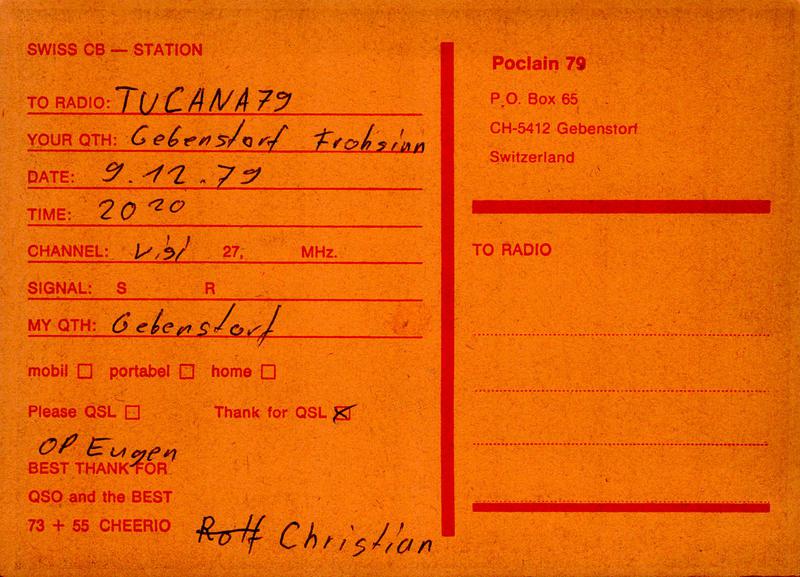 SWISS CB — STATION
TO RADIO: TUCANA79
YOUR QTH: Gebenstorf Frohsinn
DATE: 9.12.79
TIME: 20 20
CHANNEL: Visi 27, MHz.
SIGNAL: S R
MY QTH: Gebenstorf
mobil ☐ portabel ☐ home ☐
Please QSL ☐ Thank for QSL ☒
OP Eugen
BEST THANK FOR
QSO and the BEST
73 + 55 CHEERIO Rolf Christian
Poclain 79
P.O. Box 65
CH-5412 Gebenstorf
Switzerland
TO RADIO